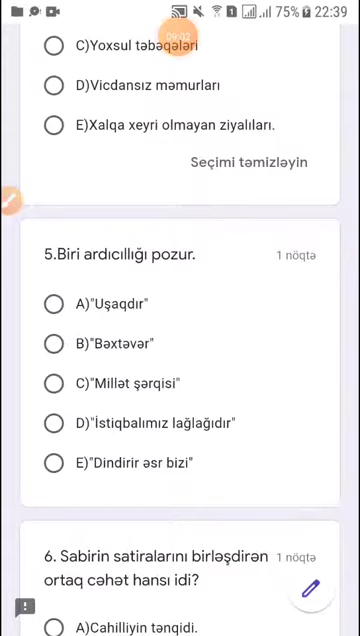 75% 22:39
09:02
C)Yoxsul təbəqələri
D)Vicdansız məmurları
E)Xalqa xeyri olmayan ziyalıları.
Seçimi təmizləyin
5.Biri ardıcıllığı pozur.
1 nöqtə
A)"Uşaqdır"
B)"Bəxtəvər"
C)"Millət şərqisi"
D)"İstiqbalımız lağlağıdır"
E)"Dindirir əsr bizi"
6. Sabirin satiralarını birləşdirən
1 nöqtə
ortaq cəhət hansı idi?
A)Cahilliyin tənqidi.